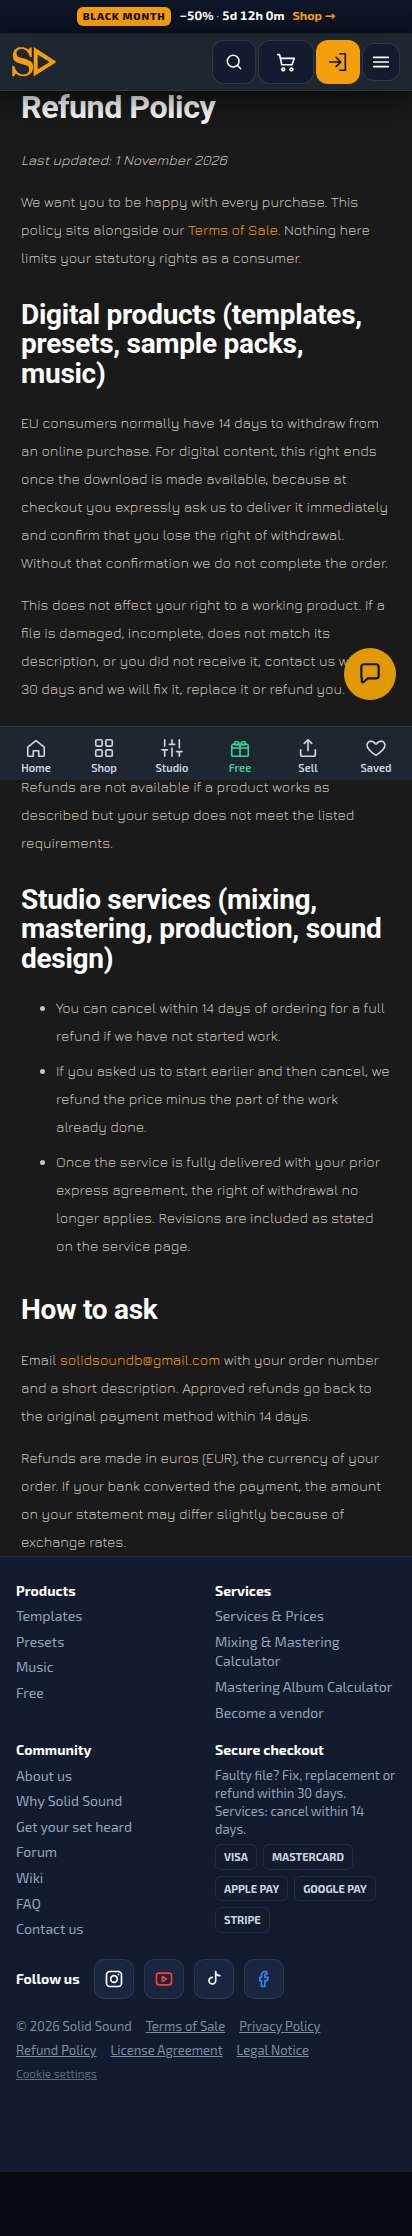 BLACK MONTH −50% · 5d 12h 0m Shop →
SD
Refund Policy
Last updated: 1 November 2026
We want you to be happy with every purchase. This
policy sits alongside our Terms of Sale. Nothing here
limits your statutory rights as a consumer.
Digital products (templates,
presets, sample packs,
music)
EU consumers normally have 14 days to withdraw from
an online purchase. For digital content, this right ends
once the download is made available, because at
checkout you expressly ask us to deliver it immediately
and confirm that you lose the right of withdrawal.
Without that confirmation we do not complete the order.
This does not affect your right to a working product. If a
file is damaged, incomplete, does not match its
description, or you did not receive it, contact us
30 days and we will fix it, replace it or refund you.
Home Shop Studio Free Sell Saved
Refunds are not available if a product works as
described but your setup does not meet the listed
requirements.
Studio services (mixing,
mastering, production, sound
design)
• You can cancel within 14 days of ordering for a full
refund if we have not started work.
• If you asked us to start earlier and then cancel, we
refund the price minus the part of the work
already done.
• Once the service is fully delivered with your prior
express agreement, the right of withdrawal no
longer applies. Revisions are included as stated
on the service page.
How to ask
Email solidsoundb@gmail.com with your order number
and a short description. Approved refunds go back to
the original payment method within 14 days.
Refunds are made in euros (EUR), the currency of your
order. If your bank converted the payment, the amount
on your statement may differ slightly because of
exchange rates.
Products
Templates
Presets
Music
Free
Services
Services & Prices
Mixing & Mastering
Calculator
Mastering Album Calculator
Become a vendor
Community
About us
Why Solid Sound
Get your set heard
Forum
Wiki
FAQ
Contact us
Secure checkout
Faulty file? Fix, replacement or
refund within 30 days.
Services: cancel within 14
days.
VISA MASTERCARD
APPLE PAY GOOGLE PAY
STRIPE
Follow us
© 2026 Solid Sound Terms of Sale Privacy Policy
Refund Policy License Agreement Legal Notice
Cookie settings